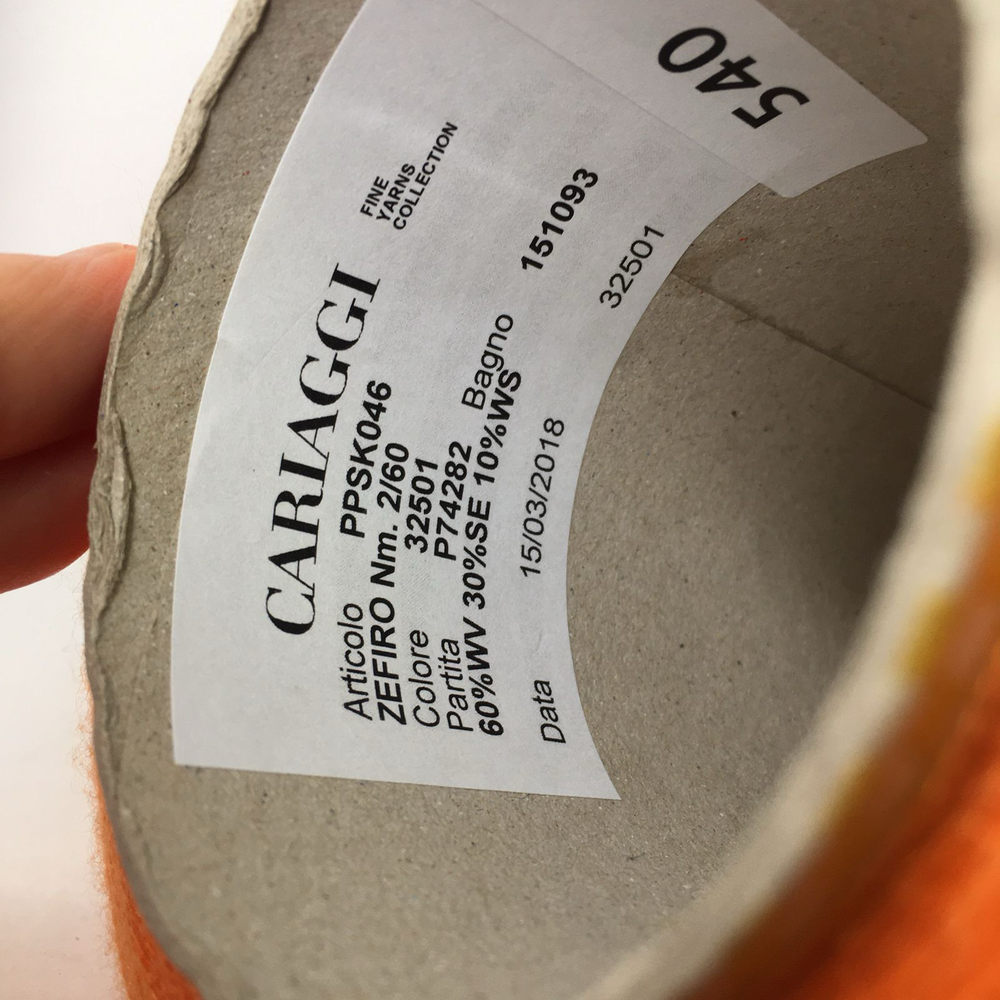 CARIAGGI
FINE
YARNS
COLLECTION
Articolo PPSK046
ZEFIRO Nm. 2/60
Colore 32501
Partita P74282 Bagno 151093
60%WV 30%SE 10%WS
Data 15/03/2018 32501
540